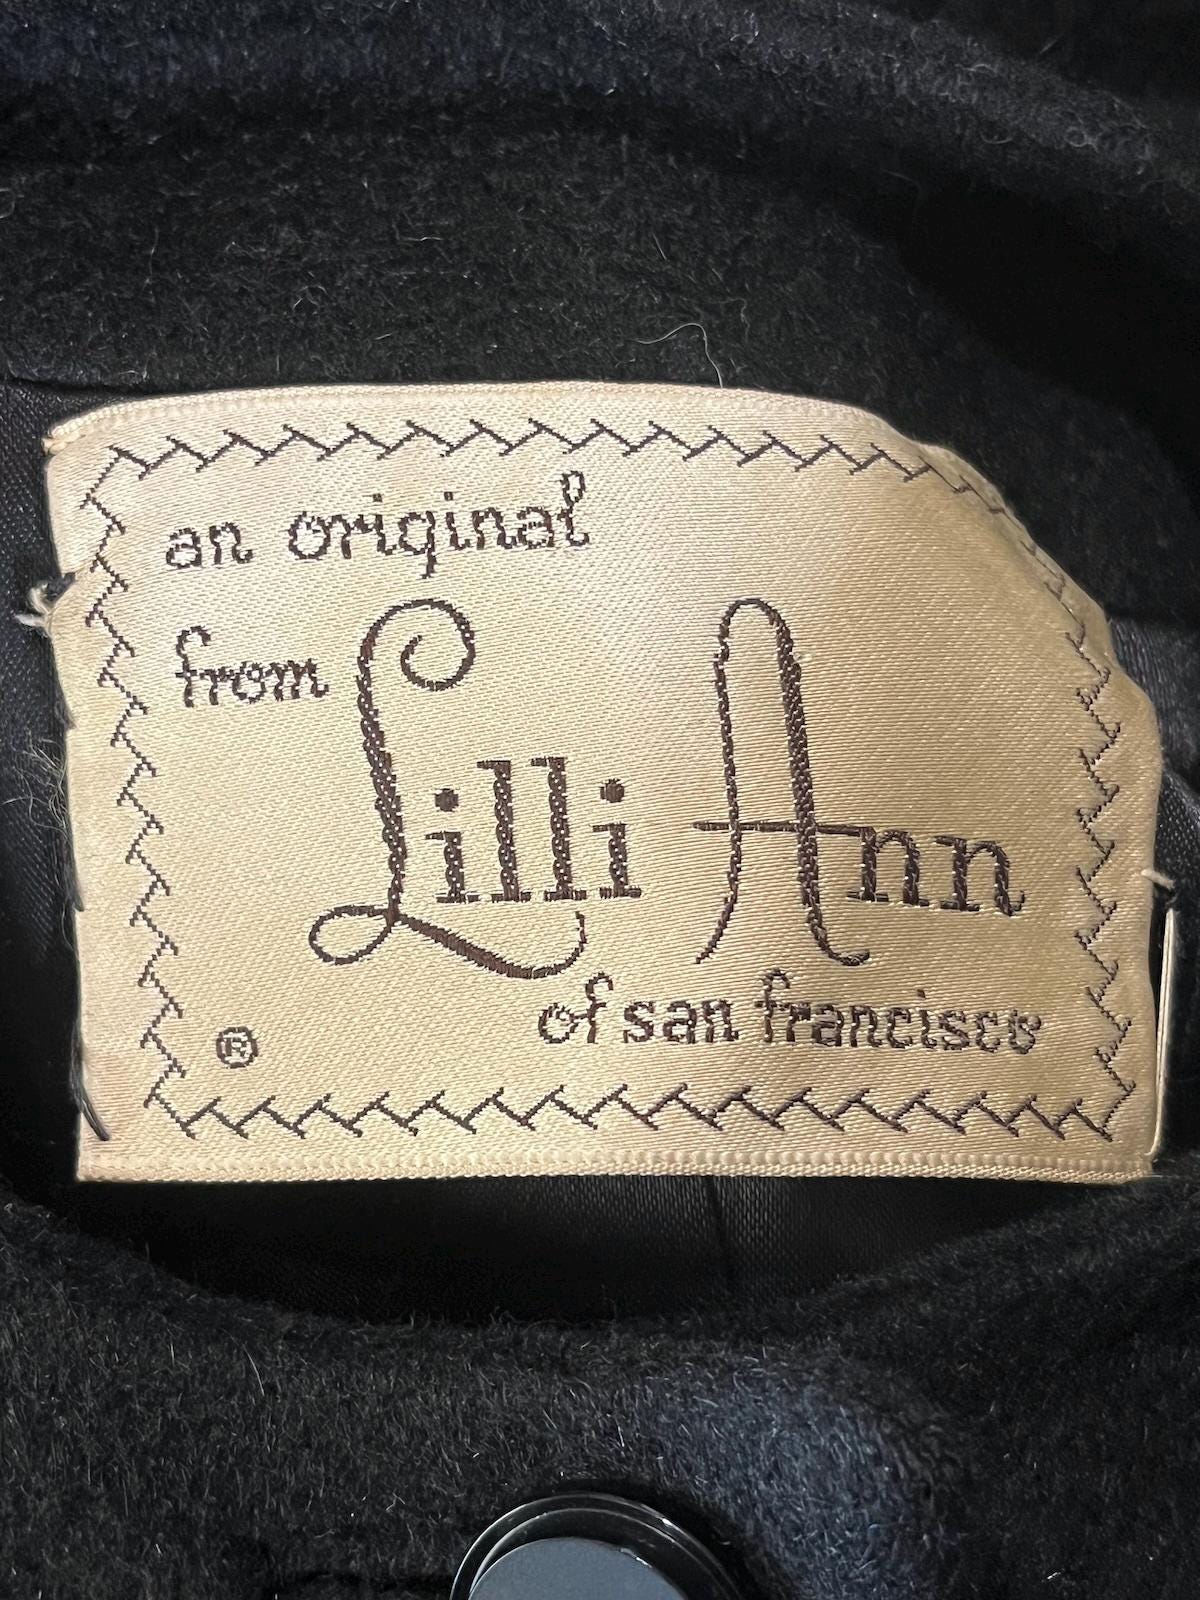 an original
from Lilli Ann
of san francisco
®